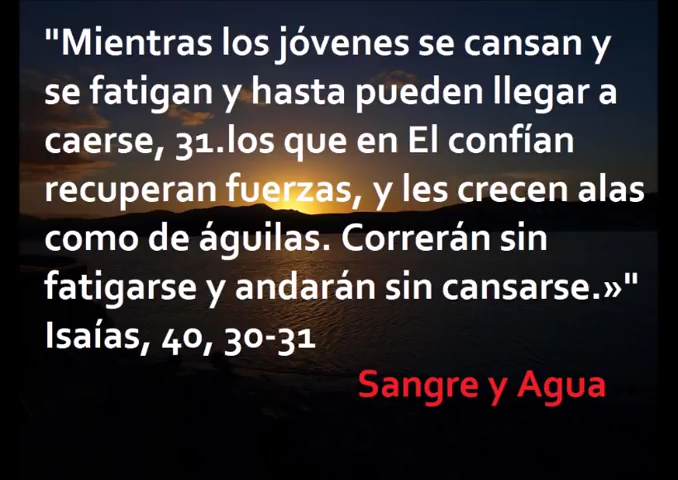 "Mientras los jóvenes se cansan y
se fatigan y hasta pueden llegar a
caerse, 31.los que en El confían
recuperan fuerzas, y les crecen alas
como de águilas. Correrán sin
fatigarse y andarán sin cansarse.»"
Isaías, 40, 30-31
Sangre y Agua